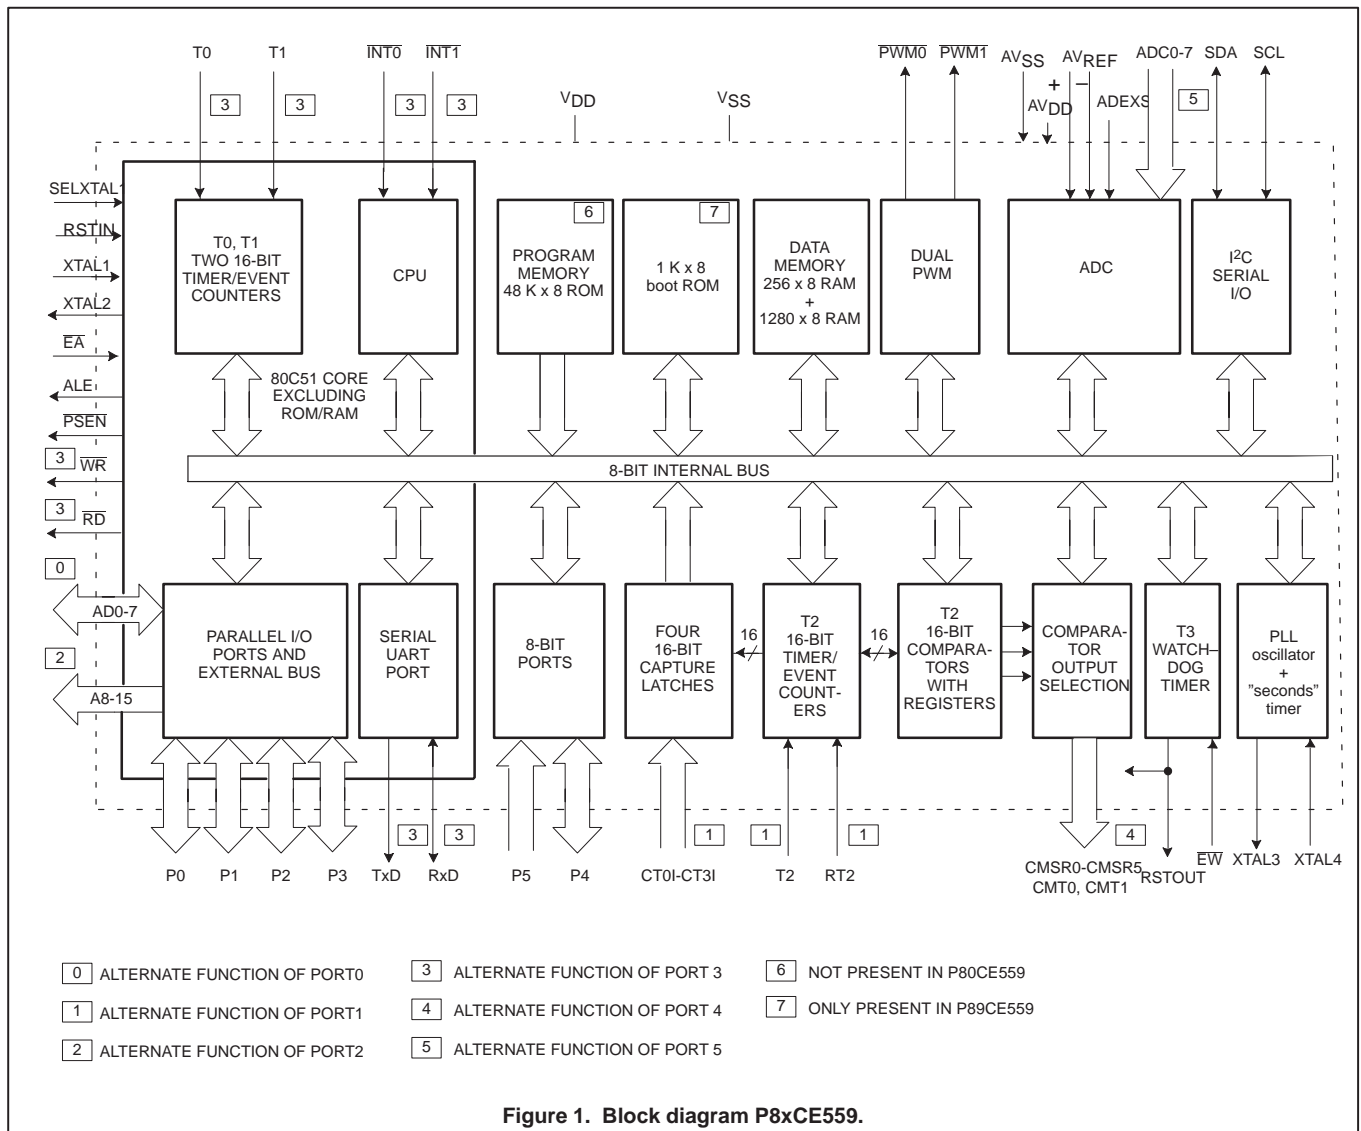 T0 T1 INT0 INT1 PWM0 PWM1 AVSS AVREF ADC0-7 SDA SCL
3 3 3 3 VDD VSS + – AVDD ADEXS 5
SELXTAL1
RSTIN
XTAL1
XTAL2
EA
ALE
PSEN
3 WR
3 RD
0
AD0-7
2
A8-15
T0, T1
TWO 16-BIT
TIMER/EVENT
COUNTERS
CPU
80C51 CORE
EXCLUDING
ROM/RAM
6
PROGRAM
MEMORY
48 K x 8 ROM
7
1 K x 8
boot ROM
DATA
MEMORY
256 x 8 RAM
+
1280 x 8 RAM
DUAL
PWM
ADC
I2C
SERIAL
I/O
8-BIT INTERNAL BUS
PARALLEL I/O
PORTS AND
EXTERNAL BUS
SERIAL
UART
PORT
8-BIT
PORTS
FOUR
16-BIT
CAPTURE
LATCHES
16
T2
16-BIT
TIMER/
EVENT
COUNT-
ERS
16
T2
16-BIT
COMPARA-
TORS
WITH
REGISTERS
COMPARA-
TOR
OUTPUT
SELECTION
T3
WATCH–
DOG
TIMER
PLL
oscillator
+
”seconds”
timer
3 3 1 1 1 4
P0 P1 P2 P3 TxD RxD P5 P4 CT0I-CT3I T2 RT2
CMSR0-CMSR5
CMT0, CMT1
RSTOUT
EW XTAL3 XTAL4
0 ALTERNATE FUNCTION OF PORT0
1 ALTERNATE FUNCTION OF PORT1
2 ALTERNATE FUNCTION OF PORT2
3 ALTERNATE FUNCTION OF PORT 3
4 ALTERNATE FUNCTION OF PORT 4
5 ALTERNATE FUNCTION OF PORT 5
6 NOT PRESENT IN P80CE559
7 ONLY PRESENT IN P89CE559
Figure 1. Block diagram P8xCE559.